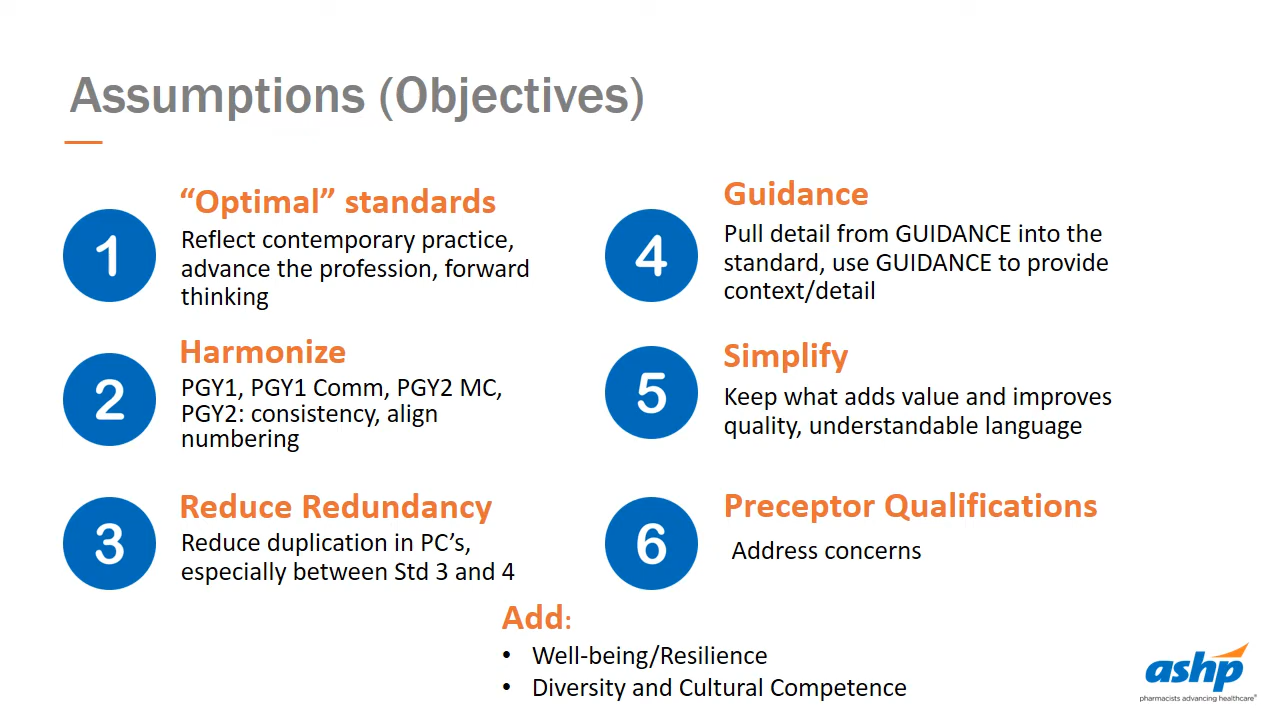 Assumptions (Objectives)
1
“Optimal” standards
Reflect contemporary practice,
advance the profession, forward
thinking
2
Harmonize
PGY1, PGY1 Comm, PGY2 MC,
PGY2: consistency, align
numbering
3
Reduce Redundancy
Reduce duplication in PC’s,
especially between Std 3 and 4
4
Guidance
Pull detail from GUIDANCE into the
standard, use GUIDANCE to provide
context/detail
5
Simplify
Keep what adds value and improves
quality, understandable language
6
Preceptor Qualifications
Address concerns
Add:
• Well-being/Resilience
• Diversity and Cultural Competence
ashp
pharmacists advancing healthcare®